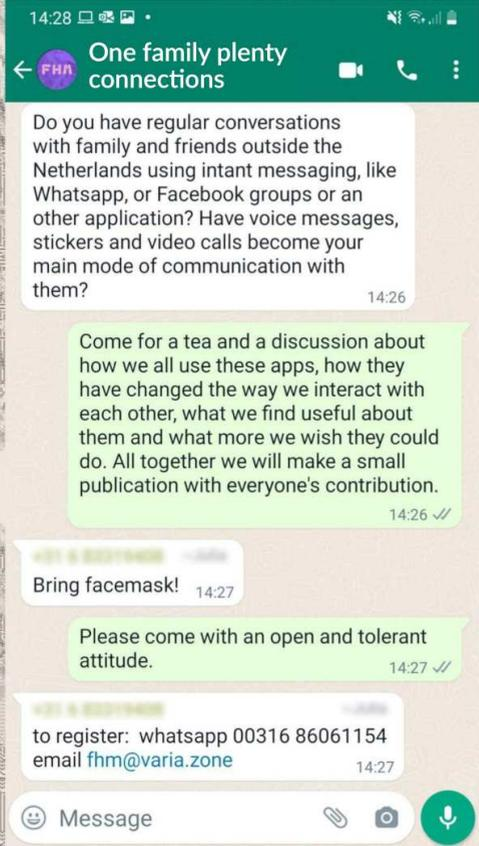 14:28
One family plenty
connections
FHM
Do you have regular conversations
with family and friends outside the
Netherlands using intant messaging, like
Whatsapp, or Facebook groups or an
other application? Have voice messages,
stickers and video calls become your
main mode of communication with
them?
14:26
Come for a tea and a discussion about
how we all use these apps, how they
have changed the way we interact with
each other, what we find useful about
them and what more we wish they could
do. All together we will make a small
publication with everyone's contribution.
14:26
Bring facemask! 14:27
Please come with an open and tolerant
attitude.
14:27
to register: whatsapp 00316 86061154
email fhm@varia.zone
14:27
Message